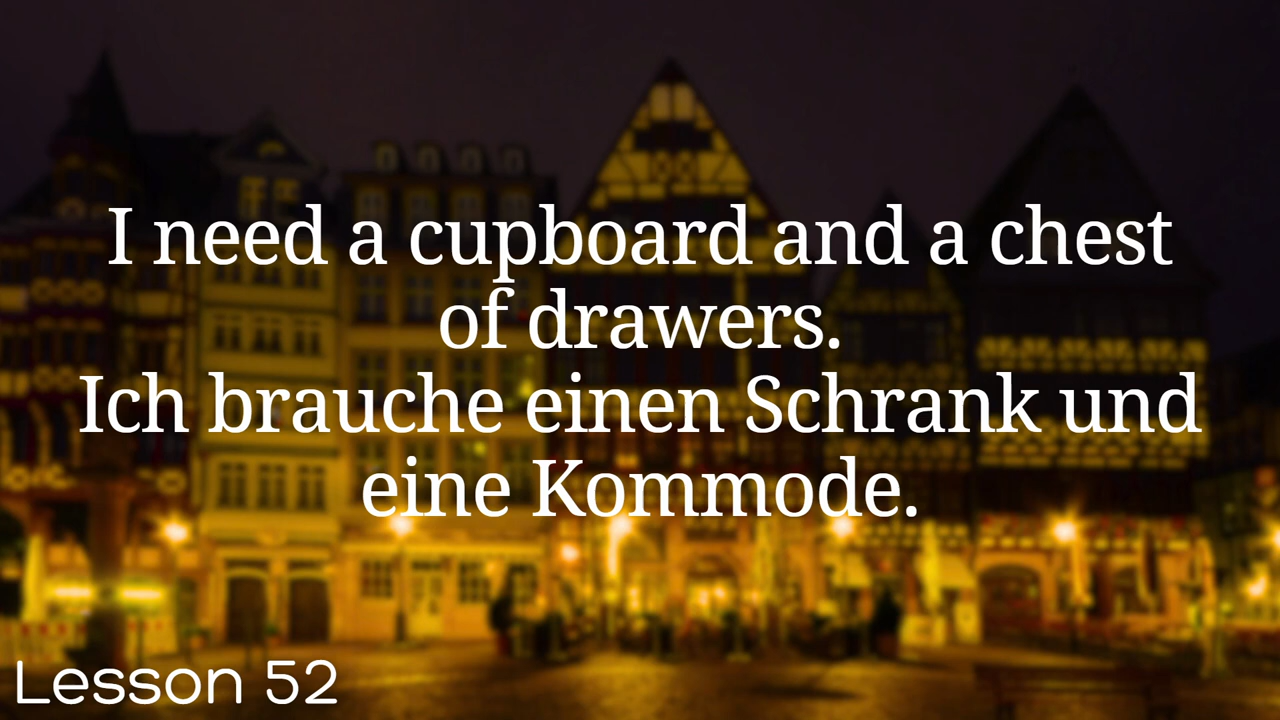 I need a cupboard and a chest
of drawers.
Ich brauche einen Schrank und
eine Kommode.
Lesson 52